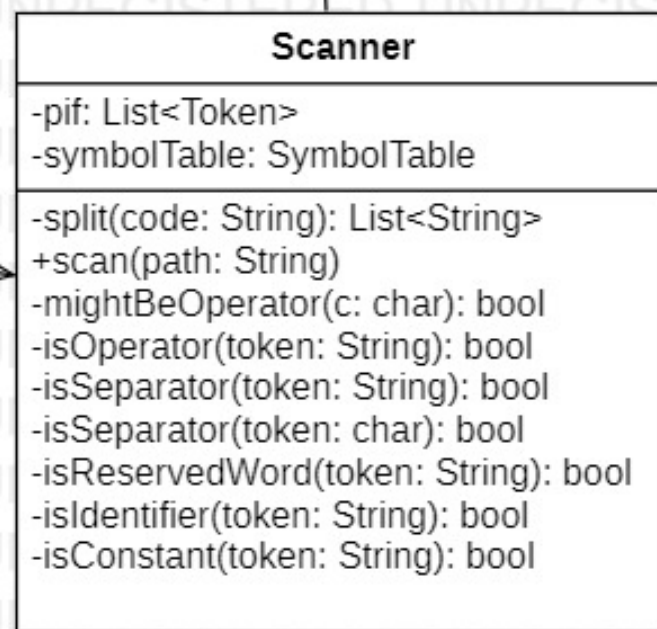 Scanner
-pif: List<Token>
-symbolTable: SymbolTable
-split(code: String): List<String>
+scan(path: String)
-mightBeOperator(c: char): bool
-isOperator(token: String): bool
-isSeparator(token: String): bool
-isSeparator(token: char): bool
-isReservedWord(token: String): bool
-isIdentifier(token: String): bool
-isConstant(token: String): bool